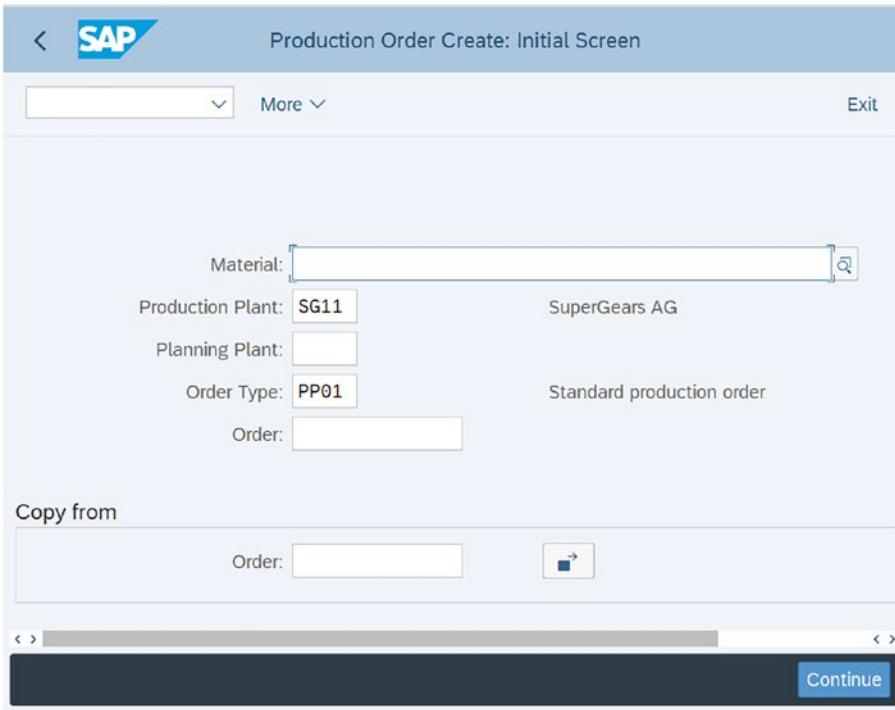 SAP Production Order Create: Initial Screen
More Exit
Material:
Production Plant: SG11 SuperGears AG
Planning Plant:
Order Type: PP01 Standard production order
Order:
Copy from
Order:
Continue